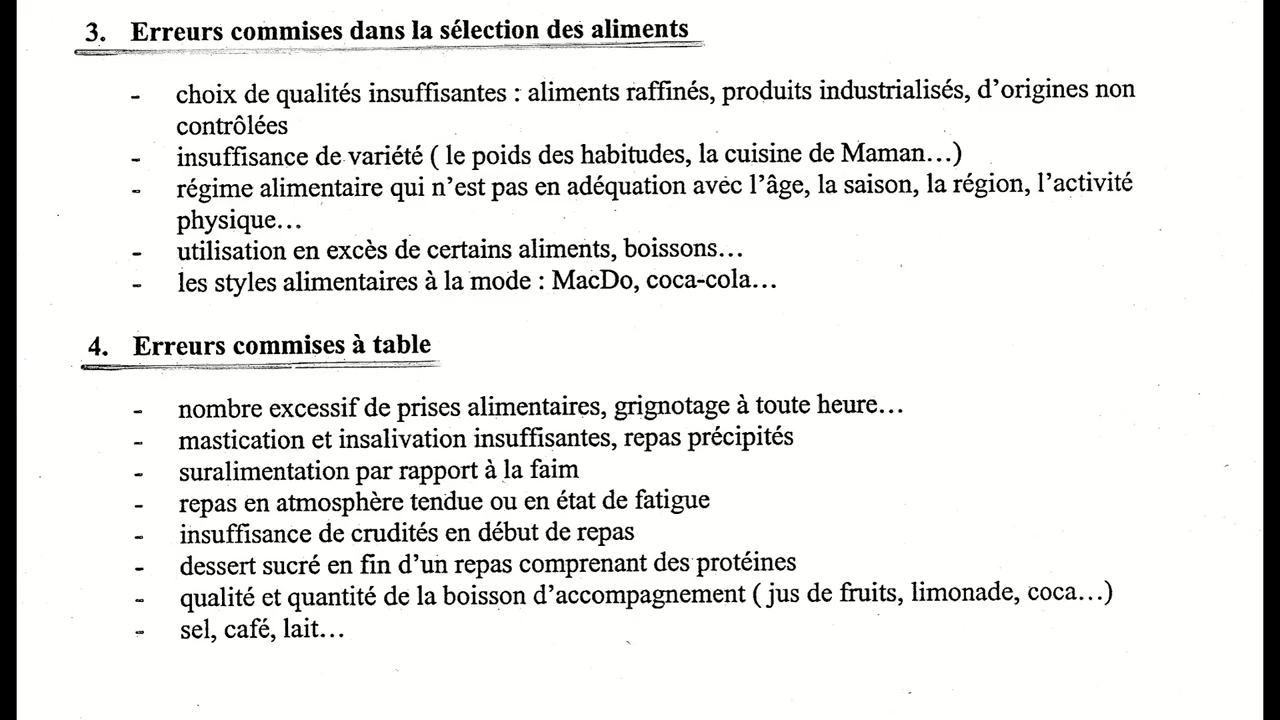 3. Erreurs commises dans la sélection des aliments
- choix de qualités insuffisantes : aliments raffinés, produits industrialisés, d’origines non
contrôlées
- insuffisance de variété ( le poids des habitudes, la cuisine de Maman…)
- régime alimentaire qui n’est pas en adéquation avec l’âge, la saison, la région, l’activité
physique…
- utilisation en excès de certains aliments, boissons…
- les styles alimentaires à la mode : MacDo, coca-cola…
4. Erreurs commises à table
- nombre excessif de prises alimentaires, grignotage à toute heure…
- mastication et insalivation insuffisantes, repas précipités
- suralimentation par rapport à la faim
- repas en atmosphère tendue ou en état de fatigue
- insuffisance de crudités en début de repas
- dessert sucré en fin d’un repas comprenant des protéines
- qualité et quantité de la boisson d’accompagnement ( jus de fruits, limonade, coca…)
- sel, café, lait…